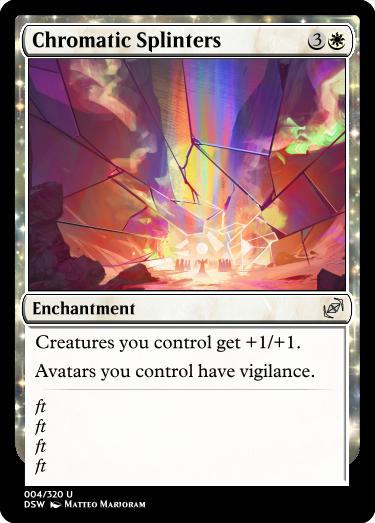 Chromatic Splinters 3
Enchantment
Creatures you control get +1/+1.
Avatars you control have vigilance.
ft
ft
ft
ft
004/320 U
DSW Matteo Marjoram